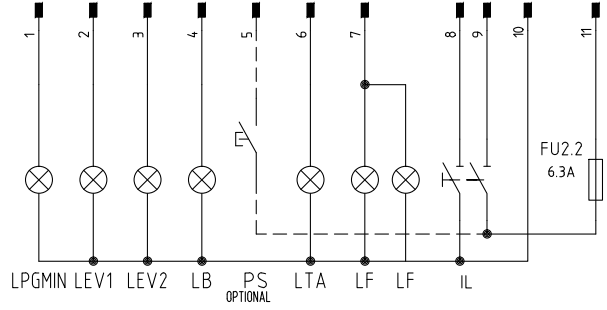 1 2 3 4 5 6 7 8 9 10 11
FU2.2
6.3A
LPGMIN LEV1 LEV2 LB PS LTA LF LF IL
OPTIONAL